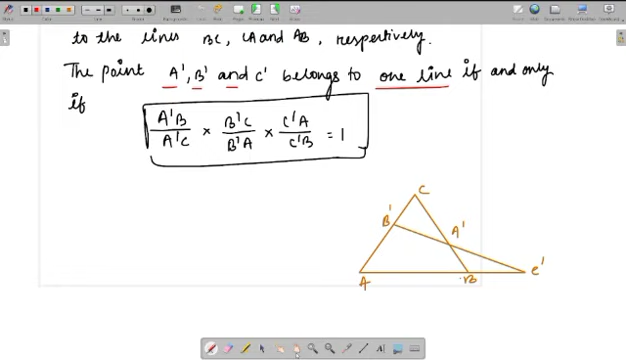 to the lines BC, CA and AB, respectively.
The point A', B' and C' belongs to one line if and only
if
A'B/A'C × B'C/B'A × C'A/C'B = 1
C
B'
A'
A
B
C'